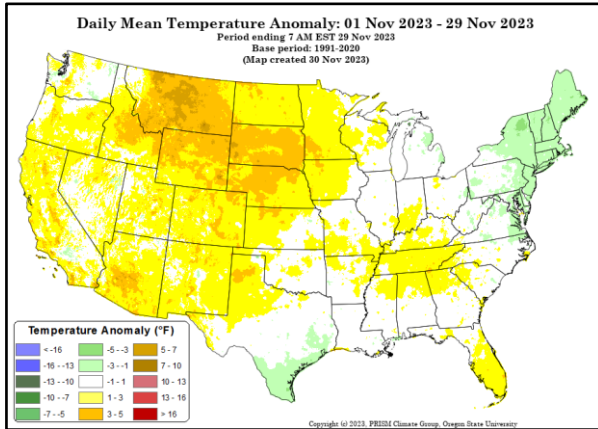 Daily Mean Temperature Anomaly: 01 Nov 2023 - 29 Nov 2023
Period ending 7 AM EST 29 Nov 2023
Base period: 1991-2020
(Map created 30 Nov 2023)
Temperature Anomaly (°F)
< -16 -5 - -3 5 - 7
-16 - -13 -3 - -1 7 - 10
-13 - -10 -1 - 1 10 - 13
-10 - -7 1 - 3 13 - 16
-7 - -5 3 - 5 > 16
Copyright (c) 2023, PRISM Climate Group, Oregon State University